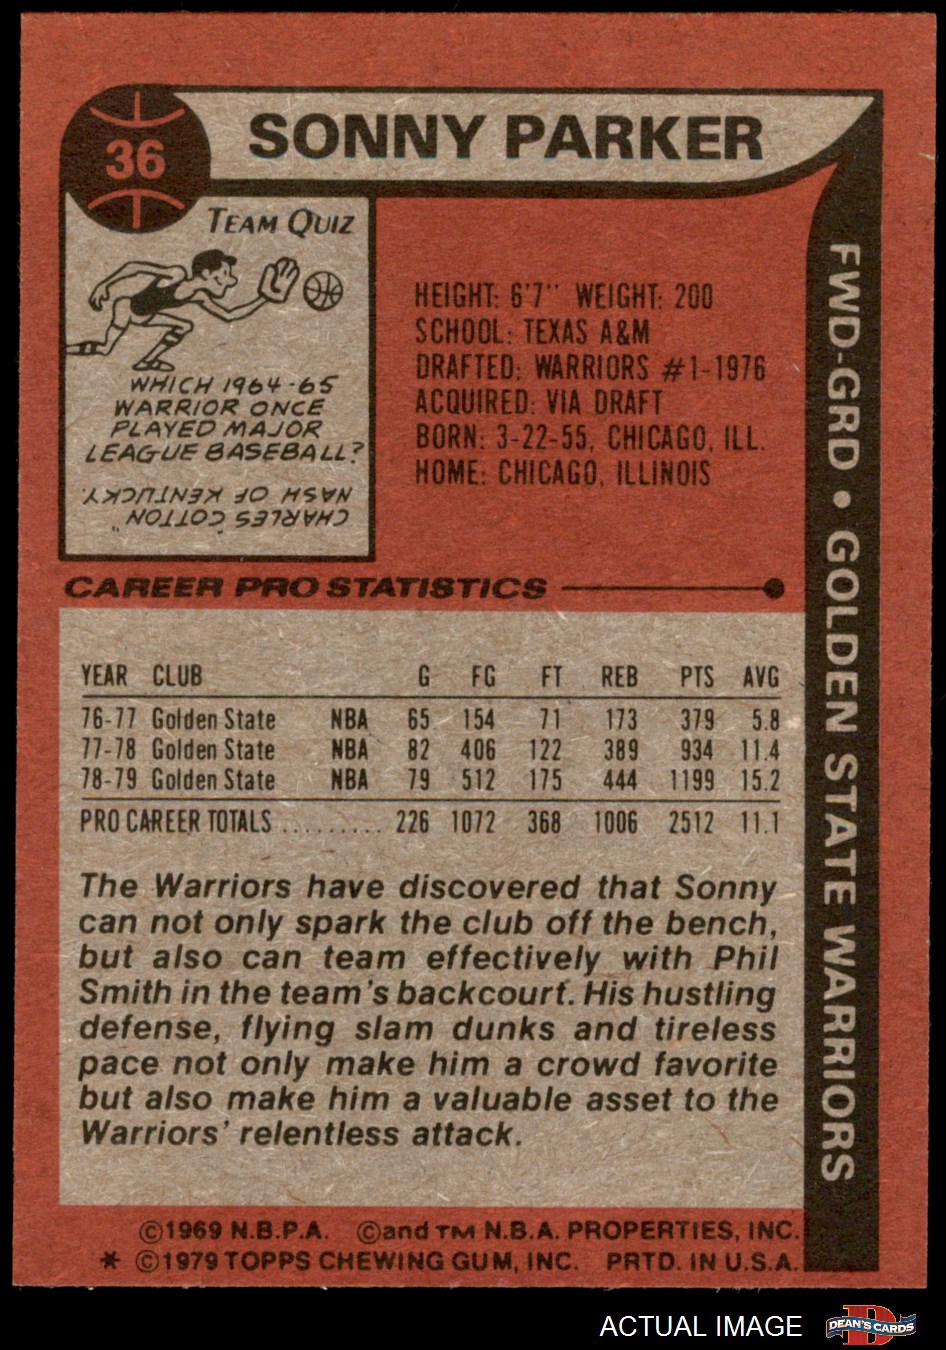 36
SONNY PARKER
TEAM QUIZ
WHICH 1964-65
WARRIOR ONCE
PLAYED MAJOR
LEAGUE BASEBALL?
CHARLES "COTTON"
NASH OF KENTUCKY.
HEIGHT: 6'7" WEIGHT: 200
SCHOOL: TEXAS A&M
DRAFTED: WARRIORS #1-1976
ACQUIRED: VIA DRAFT
BORN: 3-22-55, CHICAGO, ILL.
HOME: CHICAGO, ILLINOIS
FWD-GRD • GOLDEN STATE WARRIORS
CAREER PRO STATISTICS
YEAR CLUB G FG FT REB PTS AVG
76-77 Golden State NBA 65 154 71 173 379 5.8
77-78 Golden State NBA 82 406 122 389 934 11.4
78-79 Golden State NBA 79 512 175 444 1199 15.2
PRO CAREER TOTALS ......... 226 1072 368 1006 2512 11.1
The Warriors have discovered that Sonny
can not only spark the club off the bench,
but also can team effectively with Phil
Smith in the team's backcourt. His hustling
defense, flying slam dunks and tireless
pace not only make him a crowd favorite
but also make him a valuable asset to the
Warriors' relentless attack.
©1969 N.B.P.A. ©and TM N.B.A. PROPERTIES, INC.
* ©1979 TOPPS CHEWING GUM, INC. PRTD. IN U.S.A.
ACTUAL IMAGE
D
DEAN'S CARDS